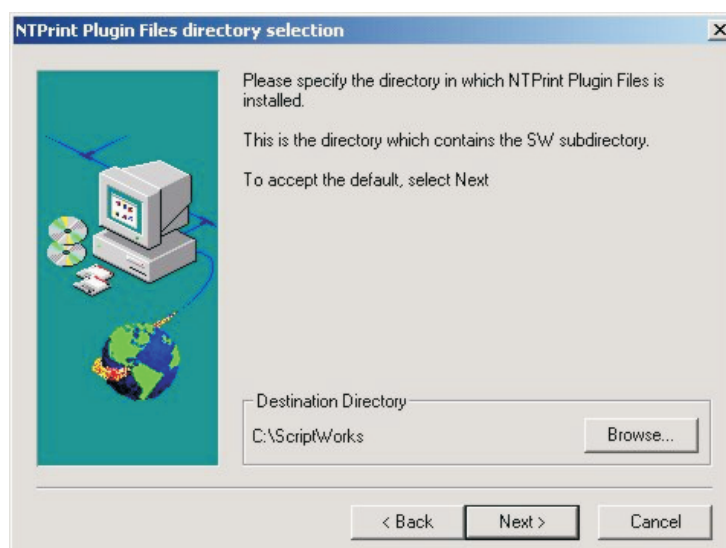 NTPrint Plugin Files directory selection
Please specify the directory in which NTPrint Plugin Files is
installed.
This is the directory which contains the SW subdirectory.
To accept the default, select Next
Destination Directory
C:\ScriptWorks
Browse...
< Back
Next >
Cancel